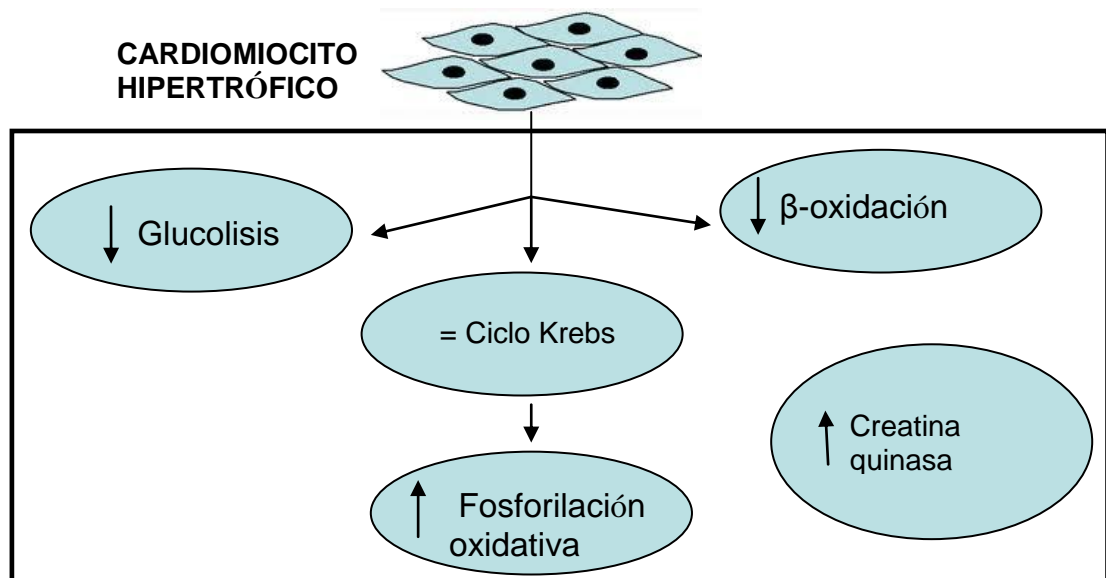 CARDIOMIOCITO
HIPERTRÓFICO
Glucolisis
β-oxidación
= Ciclo Krebs
Creatina
quinasa
Fosforilación
oxidativa